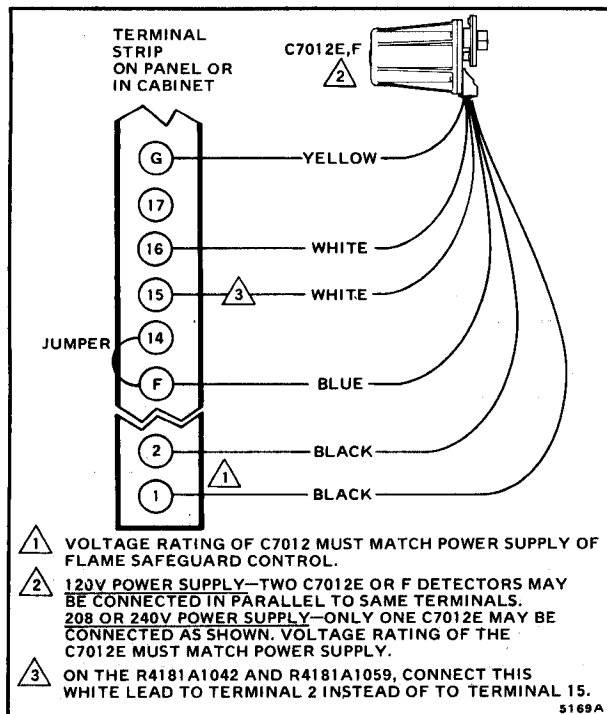 TERMINAL
STRIP
ON PANEL OR
IN CABINET
C7012E,F
2
G
YELLOW
17
16
WHITE
15
3
WHITE
14
JUMPER
F
BLUE
2
BLACK
1
1
BLACK
1 VOLTAGE RATING OF C7012 MUST MATCH POWER SUPPLY OF
FLAME SAFEGUARD CONTROL.
2 120V POWER SUPPLY—TWO C7012E OR F DETECTORS MAY
BE CONNECTED IN PARALLEL TO SAME TERMINALS.
208 OR 240V POWER SUPPLY—ONLY ONE C7012E MAY BE
CONNECTED AS SHOWN. VOLTAGE RATING OF THE
C7012E MUST MATCH POWER SUPPLY.
3 ON THE R4181A1042 AND R4181A1059, CONNECT THIS
WHITE LEAD TO TERMINAL 2 INSTEAD OF TO TERMINAL 15.
5169A